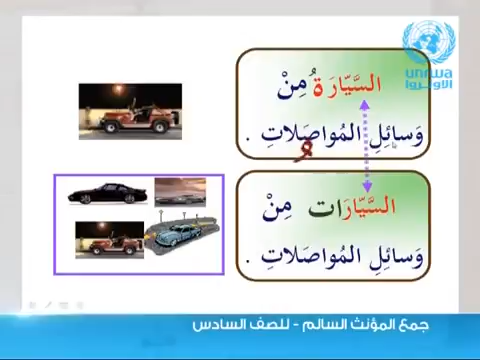 unrwa
الأونروا
السَّيّارَةُ مِنْ
وَسائِلِ المُواصَلاتِ .
السَّيّارَات مِنْ
وَسائِلِ المُواصَلاتِ .
جمع المؤنث السالم - للصف السادس